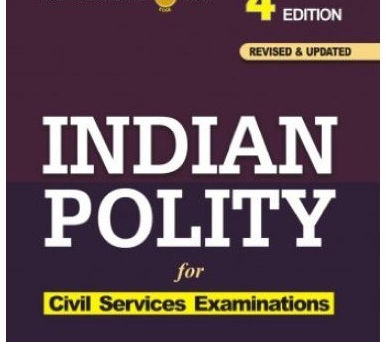 4
EDITION
REVISED & UPDATED
INDIAN
POLITY
for
Civil Services Examinations